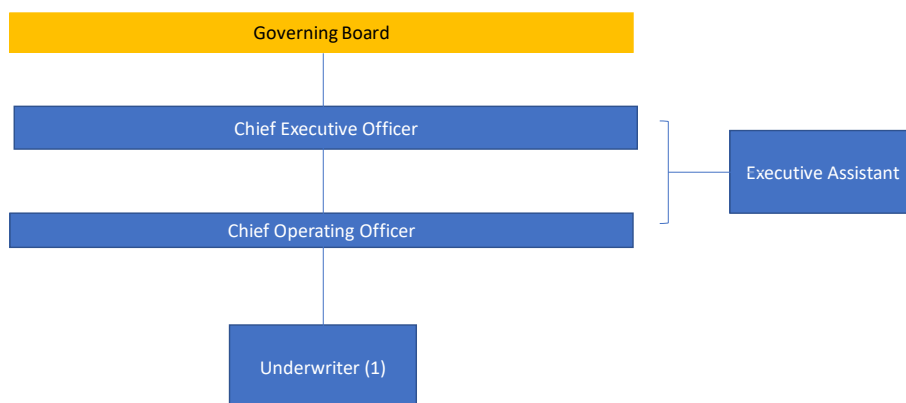 Governing Board
Chief Executive Officer
Executive Assistant
Chief Operating Officer
Underwriter (1)